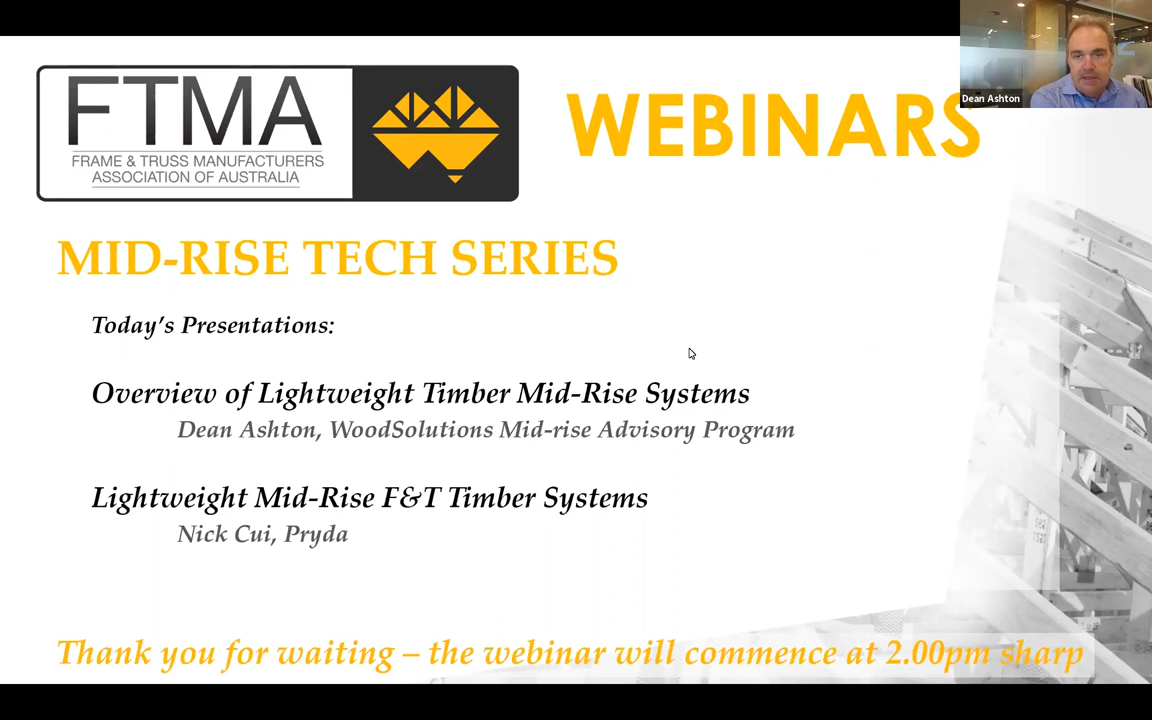 FTMA
FRAME & TRUSS MANUFACTURERS
ASSOCIATION OF AUSTRALIA
WEBINARS
Dean Ashton
MID-RISE TECH SERIES
Today's Presentations:
Overview of Lightweight Timber Mid-Rise Systems
Dean Ashton, WoodSolutions Mid-rise Advisory Program
Lightweight Mid-Rise F&T Timber Systems
Nick Cui, Pryda
Thank you for waiting – the webinar will commence at 2.00pm sharp